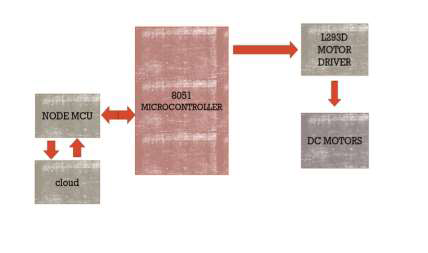 L293D
MOTOR
DRIVER
8051
MICROCONTROLLER
NODE MCU
DC MOTORS
cloud